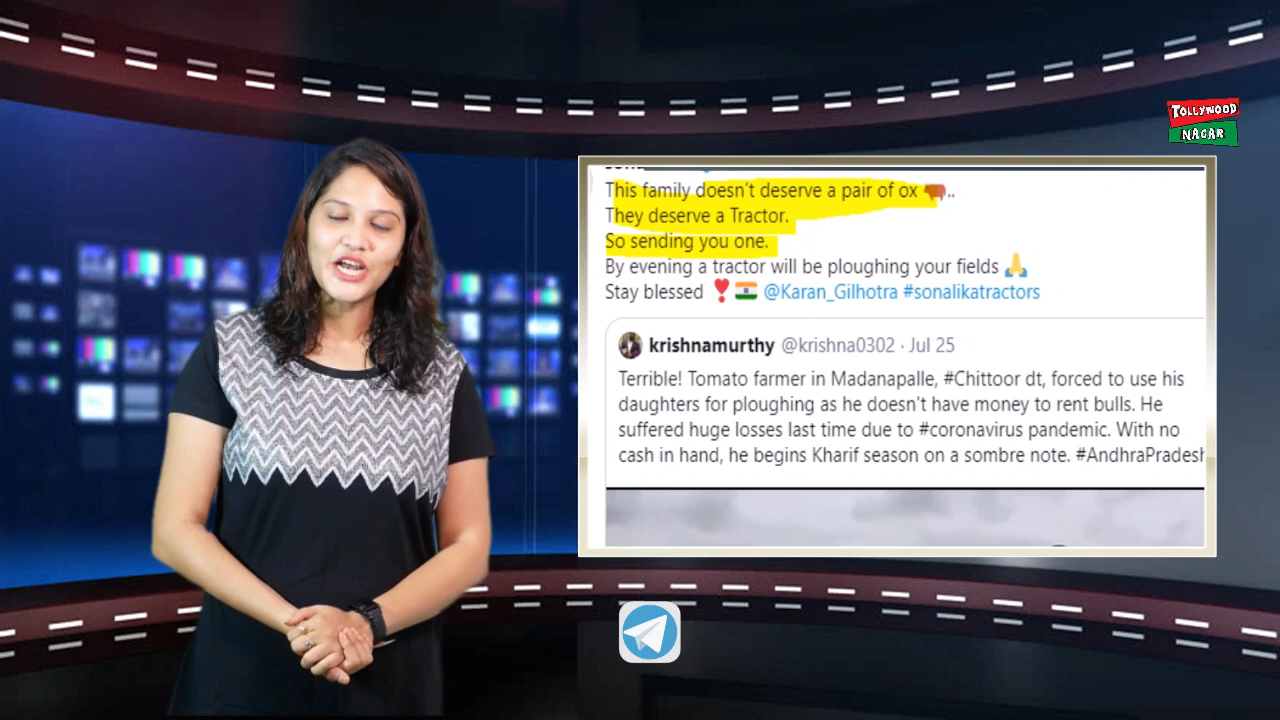 TOLLYWOOD
NAGAR
This family doesn't deserve a pair of ox 🐂..
They deserve a Tractor.
So sending you one.
By evening a tractor will be ploughing your fields 🙏
Stay blessed ❣️🇮🇳 @Karan_Gilhotra #sonalikatractors
krishnamurthy @krishna0302 · Jul 25
Terrible! Tomato farmer in Madanapalle, #Chittoor dt, forced to use his
daughters for ploughing as he doesn't have money to rent bulls. He
suffered huge losses last time due to #coronavirus pandemic. With no
cash in hand, he begins Kharif season on a sombre note. #AndhraPradesh